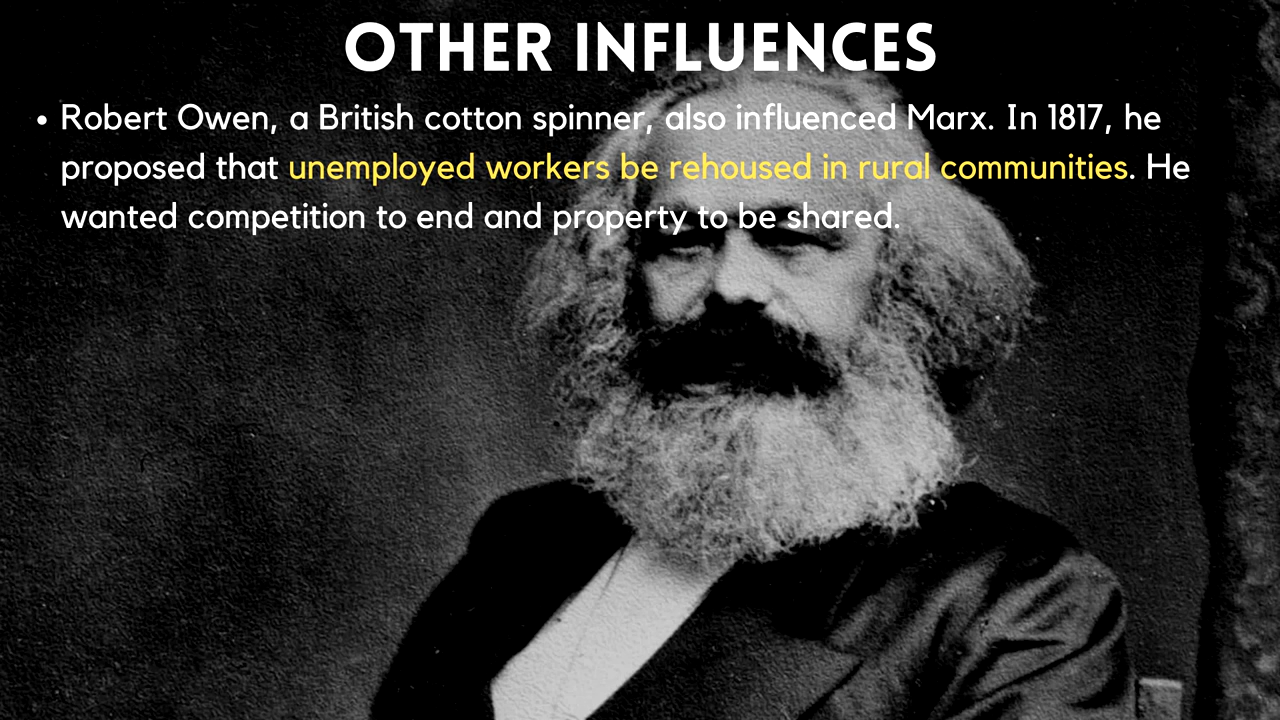 OTHER INFLUENCES
• Robert Owen, a British cotton spinner, also influenced Marx. In 1817, he
proposed that unemployed workers be rehoused in rural communities. He
wanted competition to end and property to be shared.